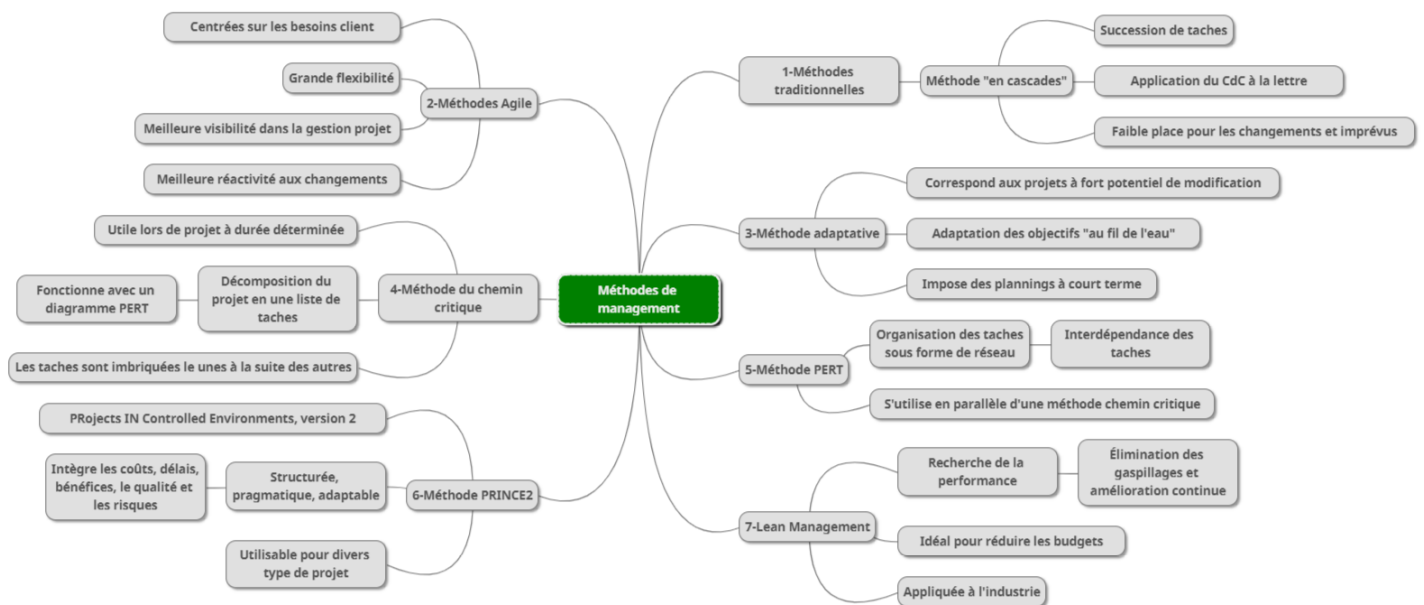 Méthodes de
management
1-Méthodes
traditionnelles
Méthode "en cascades"
Succession de taches
Application du CdC à la lettre
Faible place pour les changements et imprévus
2-Méthodes Agile
Centrées sur les besoins client
Grande flexibilité
Meilleure visibilité dans la gestion projet
Meilleure réactivité aux changements
3-Méthode adaptative
Correspond aux projets à fort potentiel de modification
Adaptation des objectifs "au fil de l'eau"
Impose des plannings à court terme
4-Méthode du chemin
critique
Utile lors de projet à durée déterminée
Décomposition du
projet en une liste de
taches
Fonctionne avec un
diagramme PERT
Les taches sont imbriquées le unes à la suite des autres
5-Méthode PERT
Organisation des taches
sous forme de réseau
Interdépendance des
taches
S'utilise en parallèle d'une méthode chemin critique
6-Méthode PRINCE2
PRojects IN Controlled Environments, version 2
Structurée,
pragmatique, adaptable
Intègre les coûts, délais,
bénéfices, le qualité et
les risques
Utilisable pour divers
type de projet
7-Lean Management
Recherche de la
performance
Élimination des
gaspillages et
amélioration continue
Idéal pour réduire les budgets
Appliquée à l'industrie